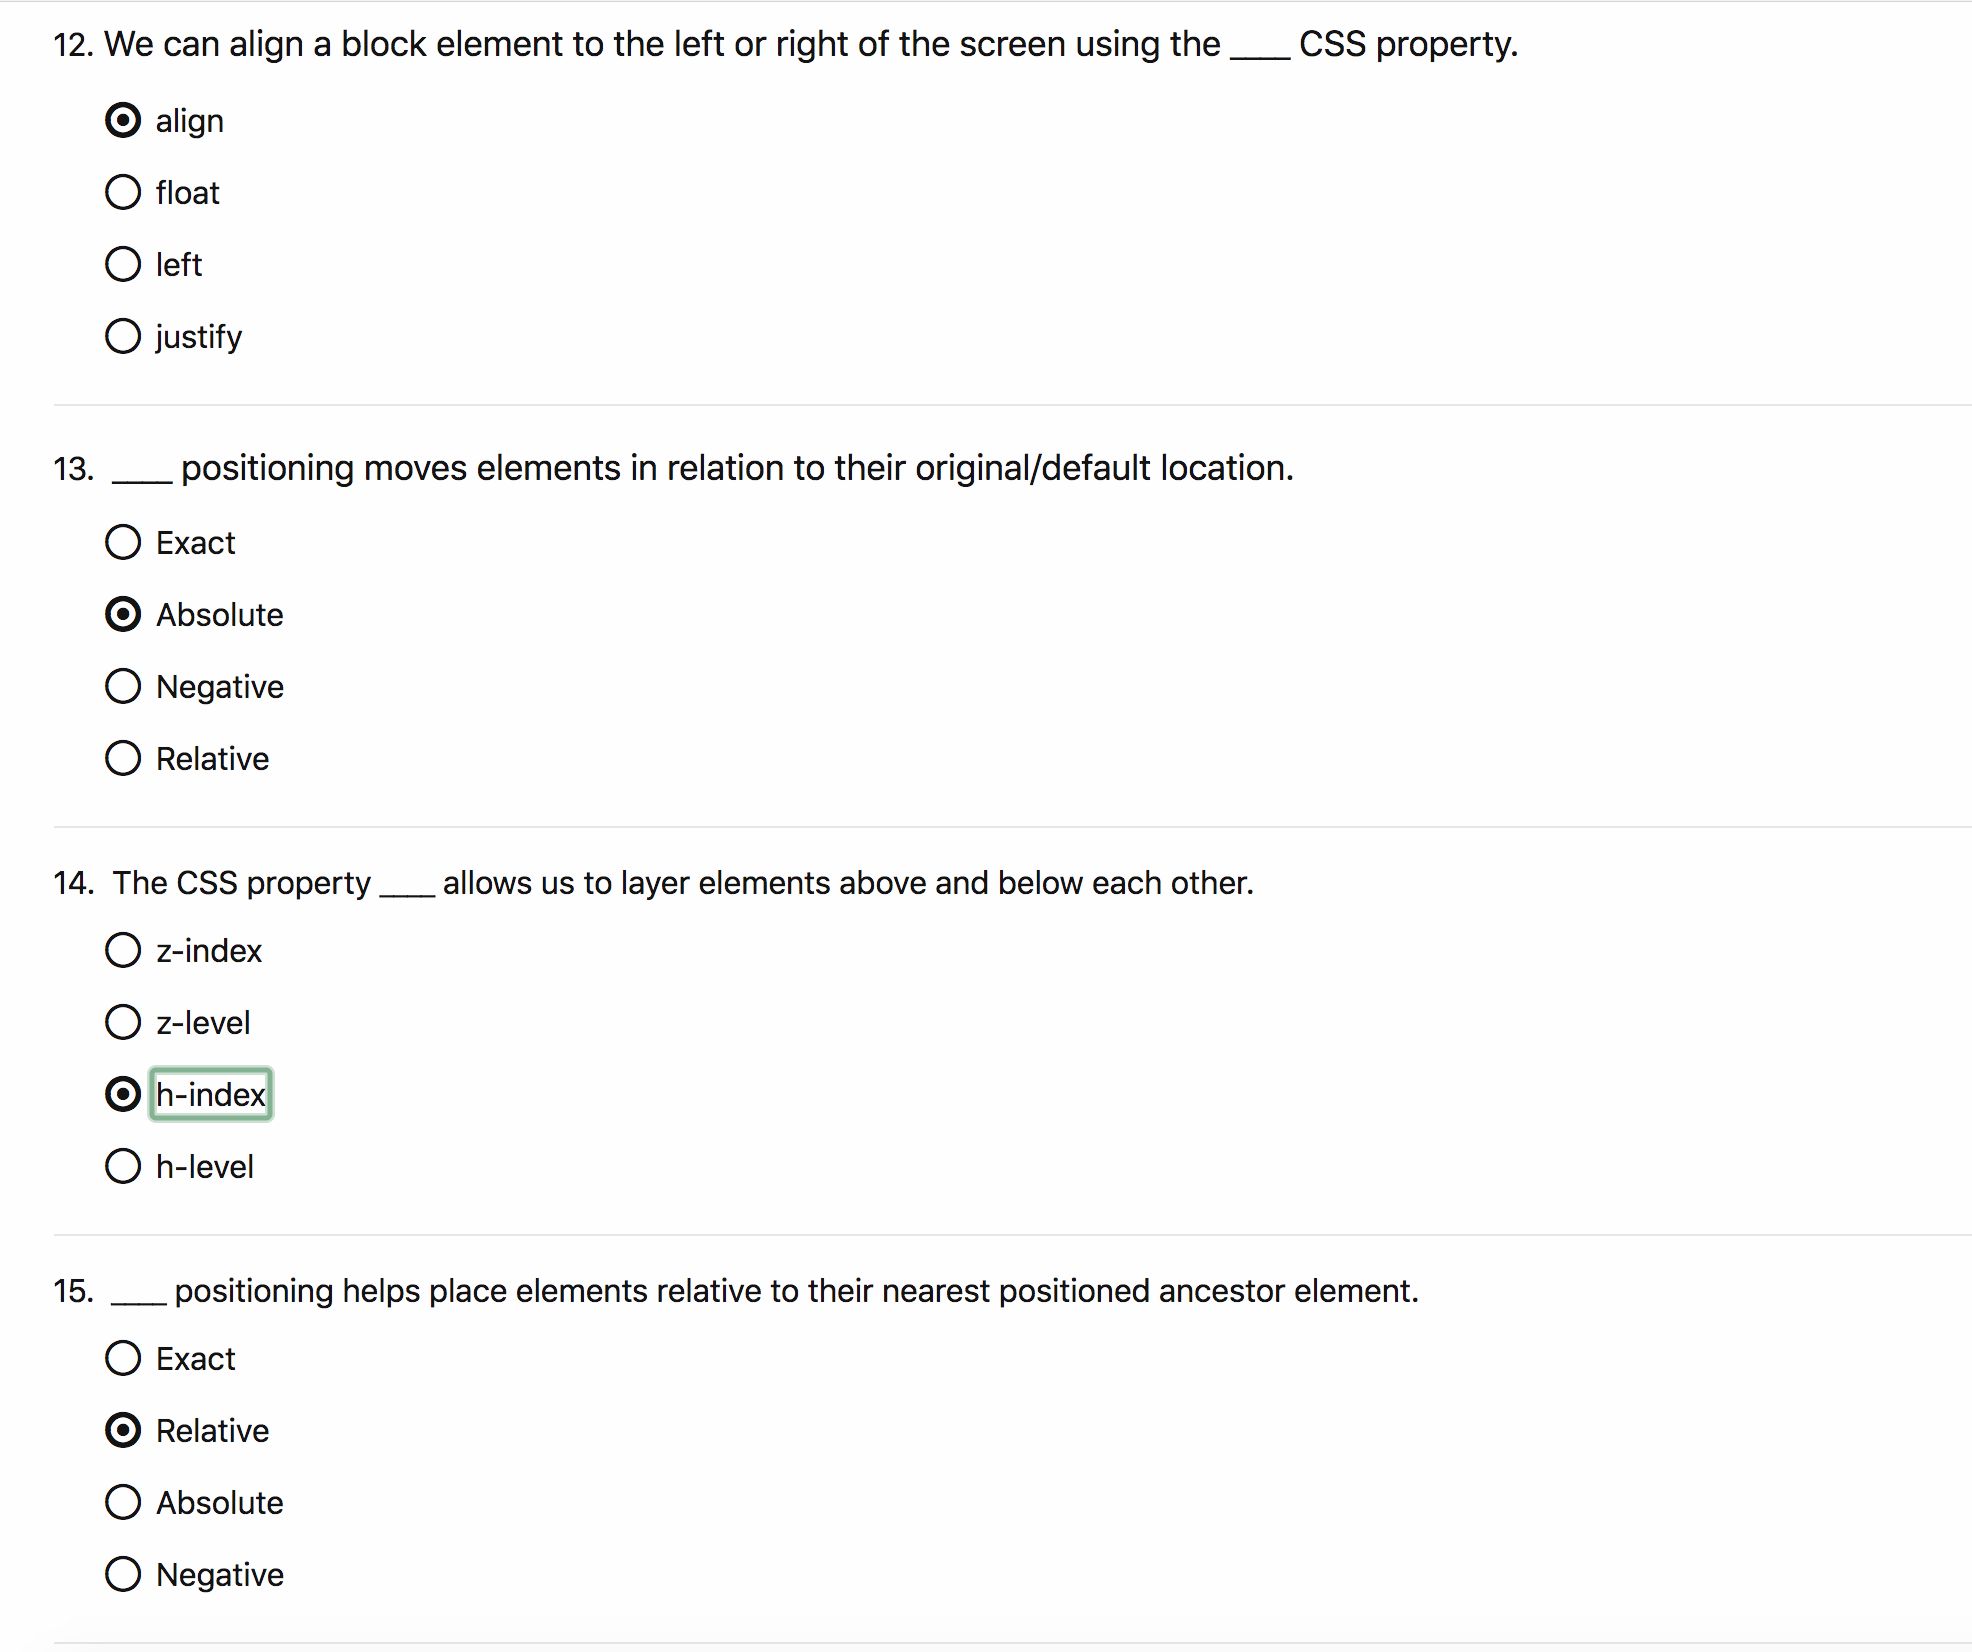 12. We can align a block element to the left or right of the screen using the ____ CSS property.
align
float
left
justify
13. ____ positioning moves elements in relation to their original/default location.
Exact
Absolute
Negative
Relative
14. The CSS property ____ allows us to layer elements above and below each other.
z-index
z-level
h-index
h-level
15. ____ positioning helps place elements relative to their nearest positioned ancestor element.
Exact
Relative
Absolute
Negative